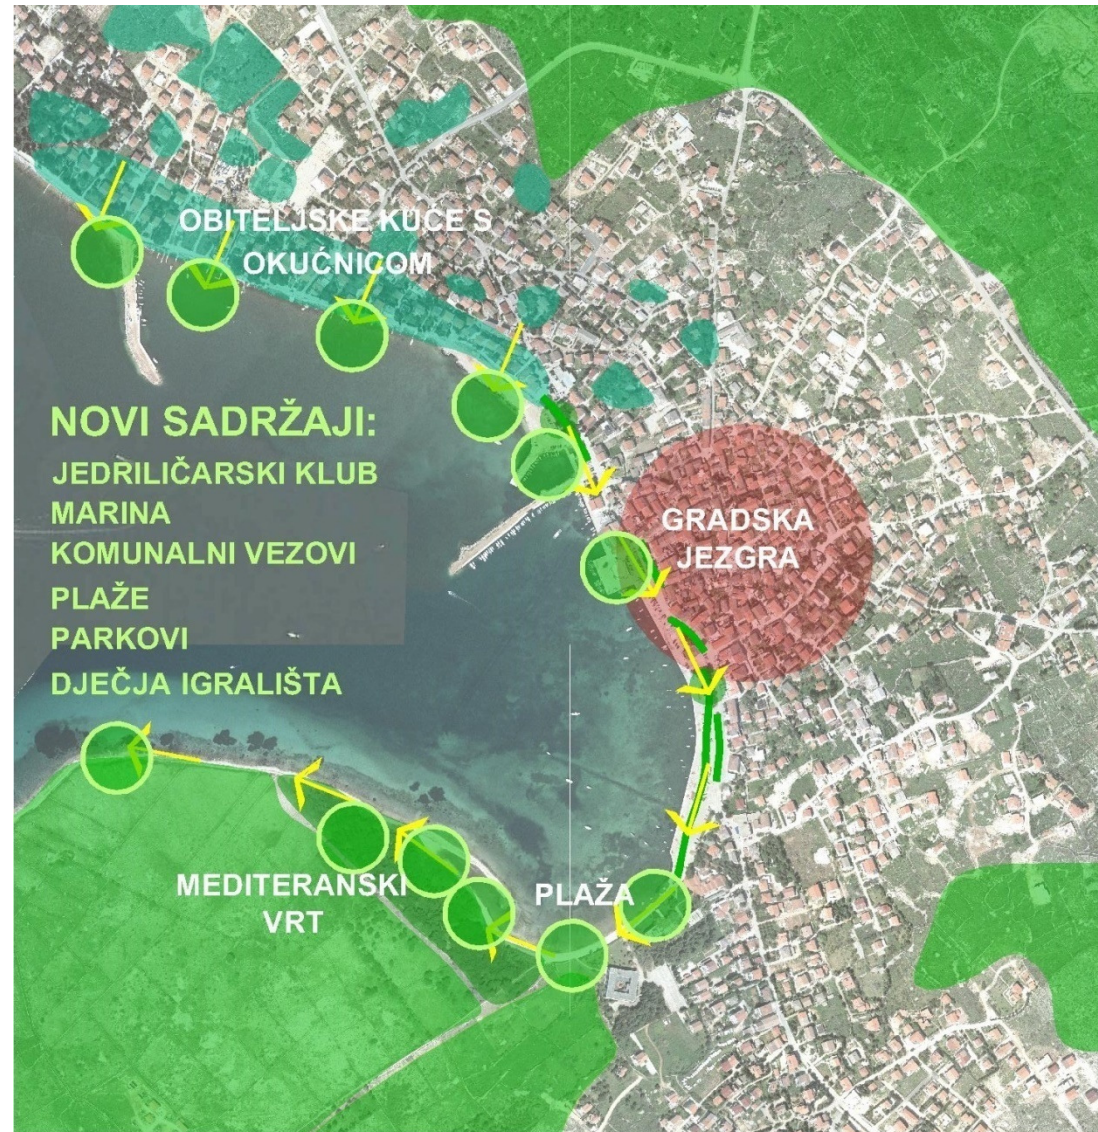 OBITELJSKE KUĆE S
OKUĆNICOM
NOVI SADRŽAJI:
JEDRILIČARSKI KLUB
MARINA
KOMUNALNI VEZOVI
PLAŽE
PARKOVI
DJEČJA IGRALIŠTA
GRADSKA
JEZGRA
MEDITERANSKI
VRT
PLAŽA